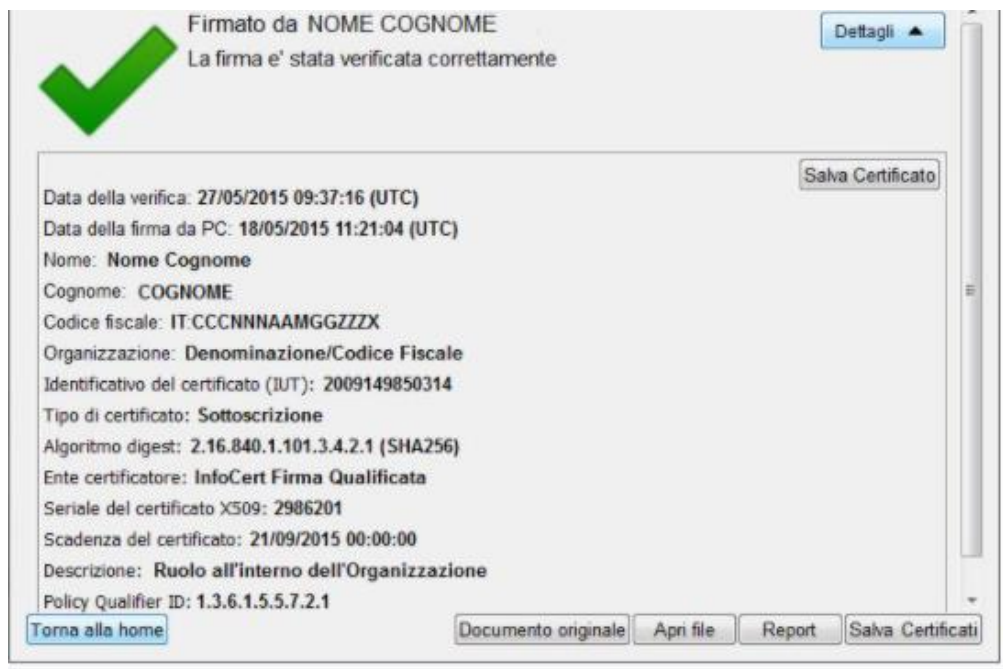 Firmato da NOME COGNOME
Dettagli
La firma e' stata verificata correttamente
Salva Certificato
Data della verifica: 27/05/2015 09:37:16 (UTC)
Data della firma da PC: 18/05/2015 11:21:04 (UTC)
Nome: Nome Cognome
Cognome: COGNOME
Codice fiscale: IT:CCCNNNAAMGGZZZX
Organizzazione: Denominazione/Codice Fiscale
Identificativo del certificato (IUT): 2009149850314
Tipo di certificato: Sottoscrizione
Algoritmo digest: 2.16.840.1.101.3.4.2.1 (SHA256)
Ente certificatore: InfoCert Firma Qualificata
Seriale del certificato X509: 2986201
Scadenza del certificato: 21/09/2015 00:00:00
Descrizione: Ruolo all'interno dell'Organizzazione
Policy Qualifier ID: 1.3.6.1.5.5.7.2.1
Torna alla home
Documento originale
Apri file
Report
Salva Certificati